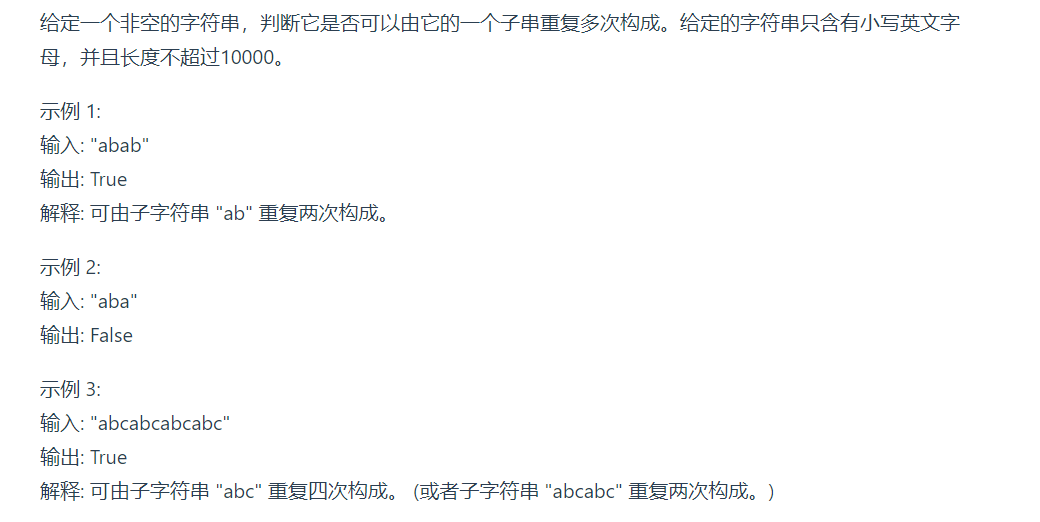 给定一个非空的字符串，判断它是否可以由它的一个子串重复多次构成。给定的字符串只含有小写英文字
母，并且长度不超过10000。
示例 1:
输入: "abab"
输出: True
解释: 可由子字符串 "ab" 重复两次构成。
示例 2:
输入: "aba"
输出: False
示例 3:
输入: "abcabcabcabc"
输出: True
解释: 可由子字符串 "abc" 重复四次构成。 (或者子字符串 "abcabc" 重复两次构成。)